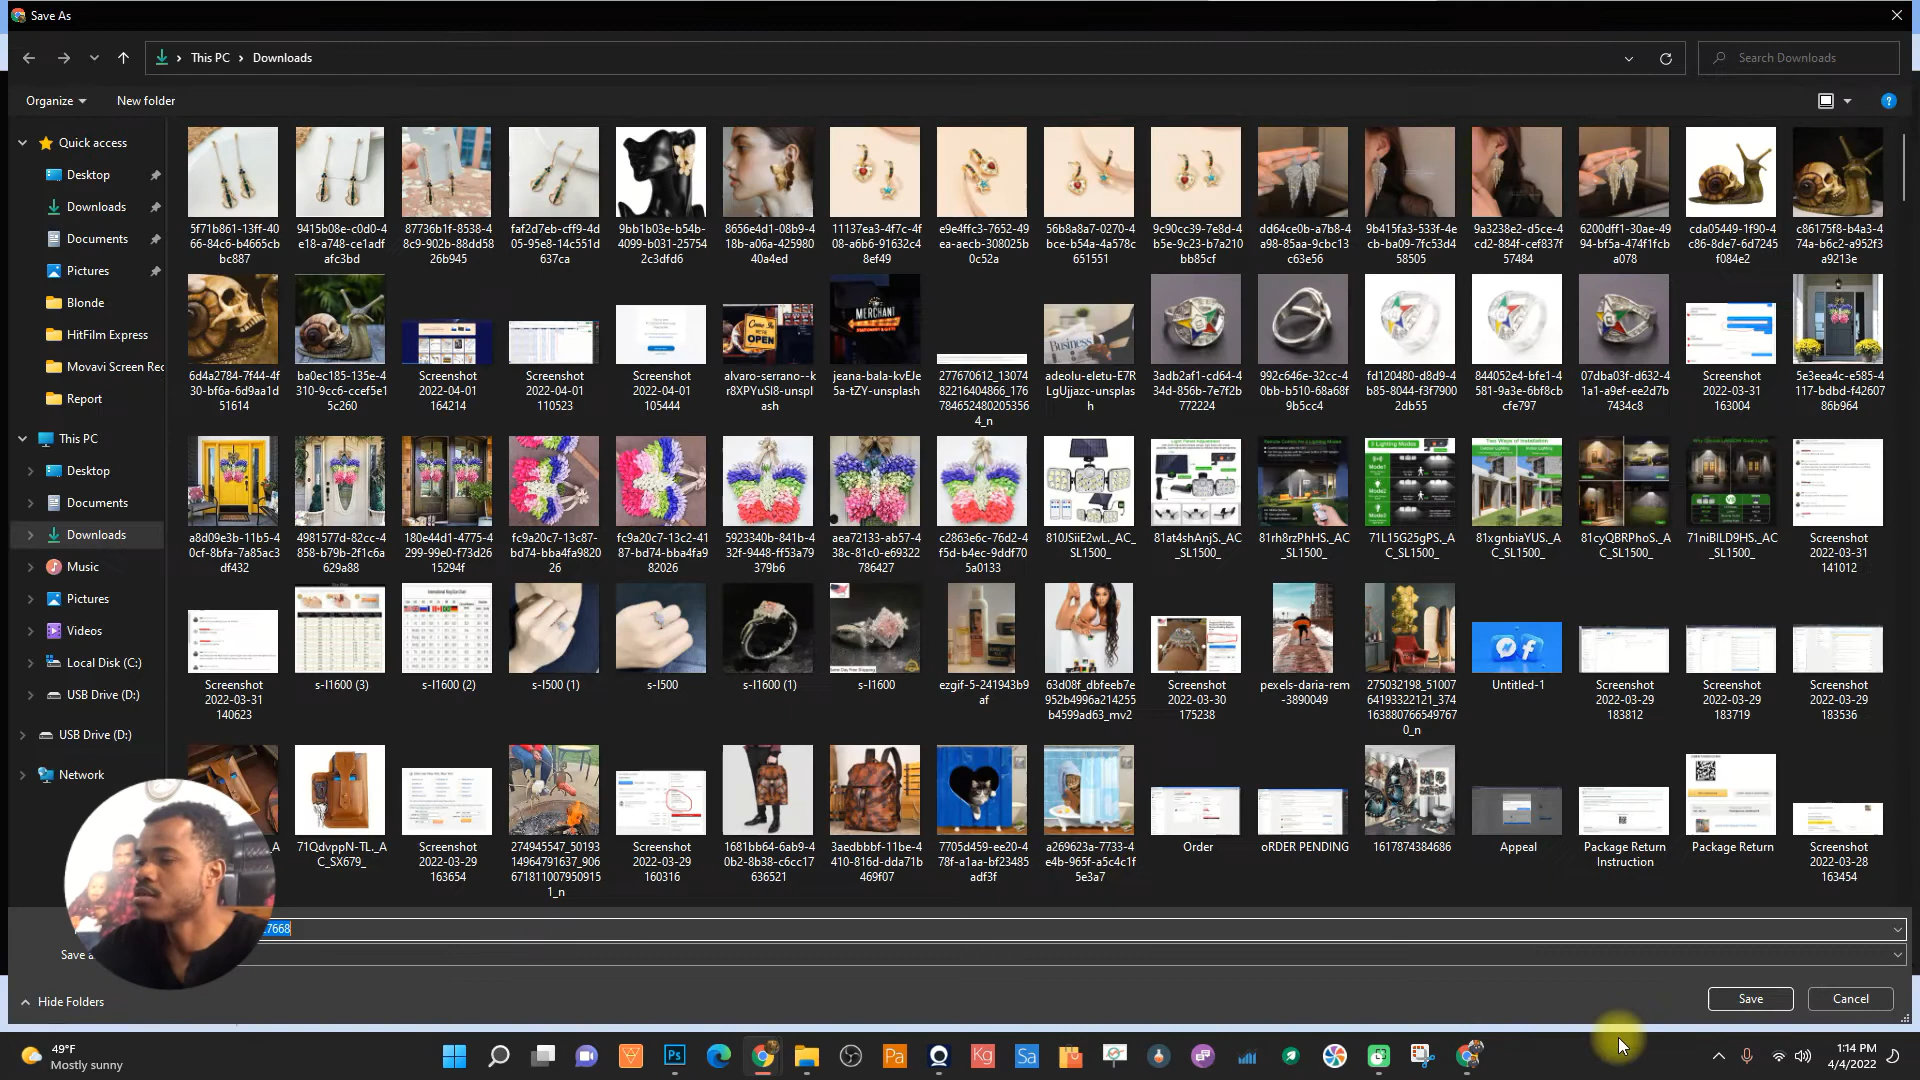 Save As
This PC
Downloads
Search Downloads
Organize
New folder
Quick access
Desktop
Downloads
Documents
Pictures
Blonde
HitFilm Express
Movavi Screen Rec
Report
This PC
Desktop
Documents
Downloads
Music
Pictures
Videos
Local Disk (C:)
USB Drive (D:)
USB Drive (D:)
Network
5f71b861-13ff-40
66-84c6-b4665cb
bc887
9415b08e-c0d0-4
e18-a748-ce1adf
afc3bd
87736b1f-8538-4
8c9-902b-88dd58
26b945
faf2d7eb-cff9-4d
05-95e8-14c551d
637ca
9bb1b03e-b54b-
4099-b031-25754
2c3dfd6
8656e4d1-08b9-4
18b-a06a-425980
40a4ed
11137ea3-4f7c-4f
08-a6b6-91632c4
8ef49
e9e4ffc3-7652-49
ea-aecb-308025b
0c52a
56b8a8a7-0270-4
bce-b54a-4a578c
651551
9c90cc39-7e8d-4
b5e-9c23-b7a210
bb85cf
dd64ce0b-a7b8-4
a98-85aa-9cbc13
c63e56
9b415fa3-533f-4e
cb-ba09-7fc53d4
58505
9a3238e2-d5ce-4
cd2-884f-cef837f
57484
6200dff1-30ae-49
94-bf5a-474f1fcb
a078
cda05449-1f90-4
c86-8de7-6d7245
f084e2
c86175f8-b4a3-4
74a-b6c2-a952f3
a9213e
6d4a2784-7f44-4f
30-bf6a-6d9aa1d
51614
ba0ec185-135e-4
310-9cc6-ccef5e1
5c260
Screenshot
2022-04-01
164214
Screenshot
2022-04-01
110523
Screenshot
2022-04-01
105444
alvaro-serrano--k
r8XPYuSI8-unspl
ash
jeana-bala-kvEJe
5a-tZY-unsplash
277670612_13074
82216404866_176
784652480205356
4_n
adeolu-eletu-E7R
LgUjjazc-unsplas
h
3adb2af1-cd64-4
34d-856b-7e7f2b
772224
992c646e-32cc-4
0bb-b510-68a68f
9b5cc4
fd120480-d8d9-4
b85-8044-f3f7900
2db55
844052e4-bfe1-4
581-9a3e-6bf8cb
cfe797
07dba03f-d632-4
1a1-a9ef-ee2d7b
7434c8
Screenshot
2022-03-31
163004
5e3eea4c-e585-4
117-bdbd-f42607
86b964
a8d09e3b-11b5-4
0cf-8bfa-7a85ac3
df432
4981577d-82cc-4
858-b79b-2f1c6a
629a88
180e44d1-4775-4
299-99e0-f73d26
15294f
fc9a20c7-13c87-
bd74-bba4fa9820
26
fc9a20c7-13c2-41
87-bd74-bba4fa9
82026
5923340b-841b-4
32f-9448-ff53a79
379b6
aea72133-ab57-4
38c-81c0-e69322
786427
c2863e6c-76d2-4
f5d-b4ec-9ddf70
5a0133
810JSiiE2wL._AC_
SL1500_
81at4shAnjS._AC
_SL1500_
81rh8rzPhHS._AC
_SL1500_
71L15G25gPS._A
C_SL1500_
81xgnbiaYUS._AC
_SL1500_
81cyQBRPhoS._A
C_SL1500_
71niBILD9HS._AC
_SL1500_
Screenshot
2022-03-31
141012
Screenshot
2022-03-31
140623
s-l1600 (3)
s-l1600 (2)
s-l500 (1)
s-l500
s-l1600 (1)
s-l1600
ezgif-5-241943b9
af
63d08f_dbfeeb7e
952b4996a214255
b4599ad63_mv2
Screenshot
2022-03-30
175238
pexels-daria-rem
-3890049
275032198_51007
64193322121_374
163880766549767
0_n
Untitled-1
Screenshot
2022-03-29
183812
Screenshot
2022-03-29
183719
Screenshot
2022-03-29
183536
71QdvppN-TL._A
C_SX679_
Screenshot
2022-03-29
163654
274945547_50193
14964791637_906
671811007950915
1_n
Screenshot
2022-03-29
160316
1681bb64-6ab9-4
0b2-8b38-c6cc17
636521
3aedbbbf-11be-4
410-816d-dda71b
469f07
7705d459-ee20-4
78f-a1aa-bf23485
adf3f
a269623a-7733-4
e4b-965f-a5c4c1f
5e3a7
Order
oRDER PENDING
1617874384686
Appeal
Package Return
Instruction
Package Return
Screenshot
2022-03-28
163454
7668
Save a
Hide Folders
Save
Cancel
49°F
Mostly sunny
1:14 PM
4/4/2022